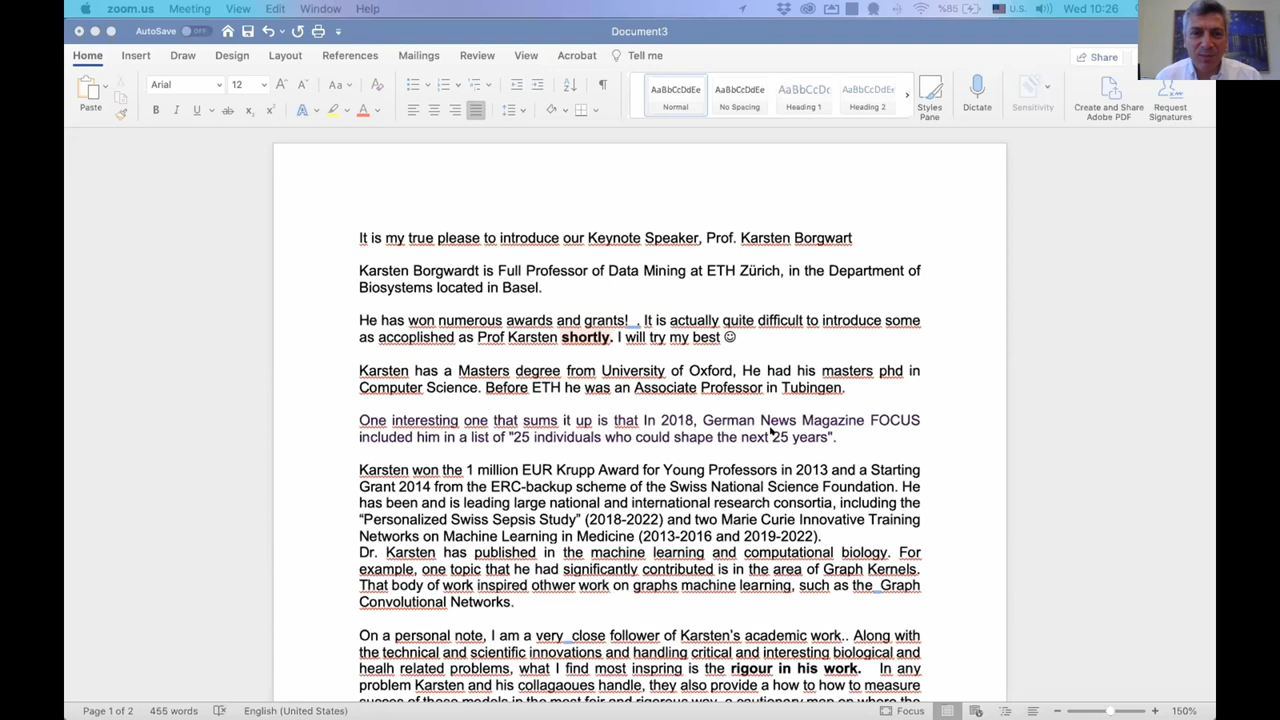 zoom.us Meeting View Edit Window Help %85 U.S. Wed 10:26
AutoSave OFF Document3
Home Insert Draw Design Layout References Mailings Review View Acrobat Tell me Share
Paste Arial 12 AaBbCcDdEe AaBbCcDdEe AaBbCcDc AaBbCcDdEe
Normal No Spacing Heading 1 Heading 2 Styles Pane Dictate Sensitivity Create and Share Adobe PDF Request Signatures
It is my true please to introduce our Keynote Speaker, Prof. Karsten Borgwart
Karsten Borgwardt is Full Professor of Data Mining at ETH Zürich, in the Department of
Biosystems located in Basel.
He has won numerous awards and grants! . It is actually quite difficult to introduce some
as accoplished as Prof Karsten shortly. I will try my best ☺
Karsten has a Masters degree from University of Oxford, He had his masters phd in
Computer Science. Before ETH he was an Associate Professor in Tubingen.
One interesting one that sums it up is that In 2018, German News Magazine FOCUS
included him in a list of "25 individuals who could shape the next 25 years".
Karsten won the 1 million EUR Krupp Award for Young Professors in 2013 and a Starting
Grant 2014 from the ERC-backup scheme of the Swiss National Science Foundation. He
has been and is leading large national and international research consortia, including the
“Personalized Swiss Sepsis Study” (2018-2022) and two Marie Curie Innovative Training
Networks on Machine Learning in Medicine (2013-2016 and 2019-2022).
Dr. Karsten has published in the machine learning and computational biology. For
example, one topic that he had significantly contributed is in the area of Graph Kernels.
That body of work inspired othwer work on graphs machine learning, such as the Graph
Convolutional Networks.
On a personal note, I am a very close follower of Karsten’s academic work.. Along with
the technical and scientific innovations and handling critical and interesting biological and
healh related problems, what I find most inspring is the rigour in his work. In any
problem Karsten and his collagaoues handle, they also provide a how to how to measure
Page 1 of 2 455 words English (United States) Focus 150%